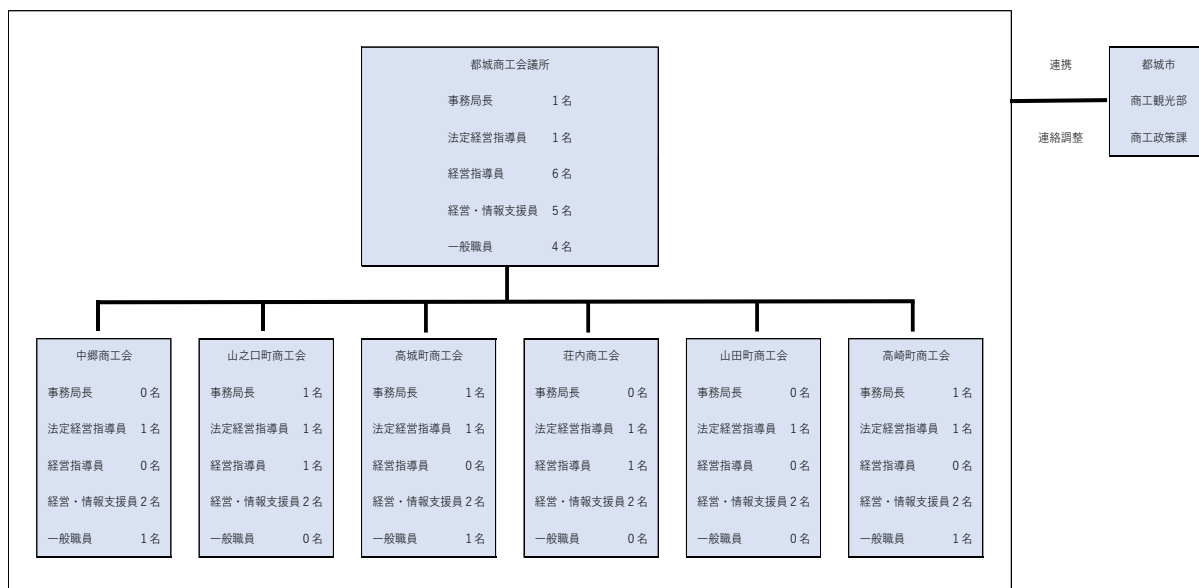 都城商工会議所
事務局長 1名
法定経営指導員 1名
経営指導員 6名
経営・情報支援員 5名
一般職員 4名
連携
連絡調整
都城市
商工観光部
商工政策課
中郷商工会
事務局長 0名
法定経営指導員 1名
経営指導員 0名
経営・情報支援員 2名
一般職員 1名
山之口町商工会
事務局長 1名
法定経営指導員 1名
経営指導員 1名
経営・情報支援員 2名
一般職員 0名
高城町商工会
事務局長 1名
法定経営指導員 1名
経営指導員 0名
経営・情報支援員 2名
一般職員 1名
荘内商工会
事務局長 0名
法定経営指導員 1名
経営指導員 1名
経営・情報支援員 2名
一般職員 0名
山田町商工会
事務局長 0名
法定経営指導員 1名
経営指導員 0名
経営・情報支援員 2名
一般職員 0名
高崎町商工会
事務局長 1名
法定経営指導員 1名
経営指導員 0名
経営・情報支援員 2名
一般職員 1名